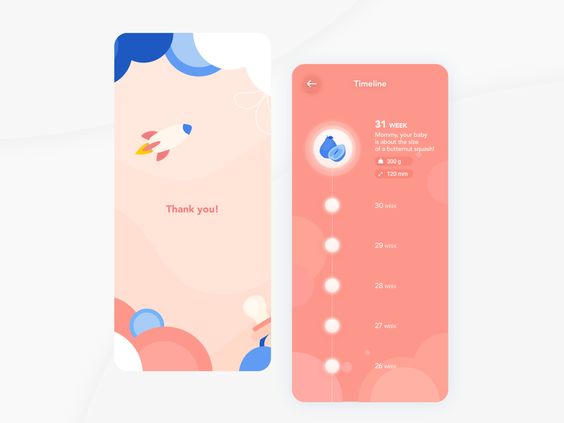 Thank you!
Timeline
31 WEEK
Mommy, your baby
is about the size
of a butternut squash!
300 g
120 mm
30 WEEK
29 WEEK
28 WEEK
27 WEEK
26 WEEK